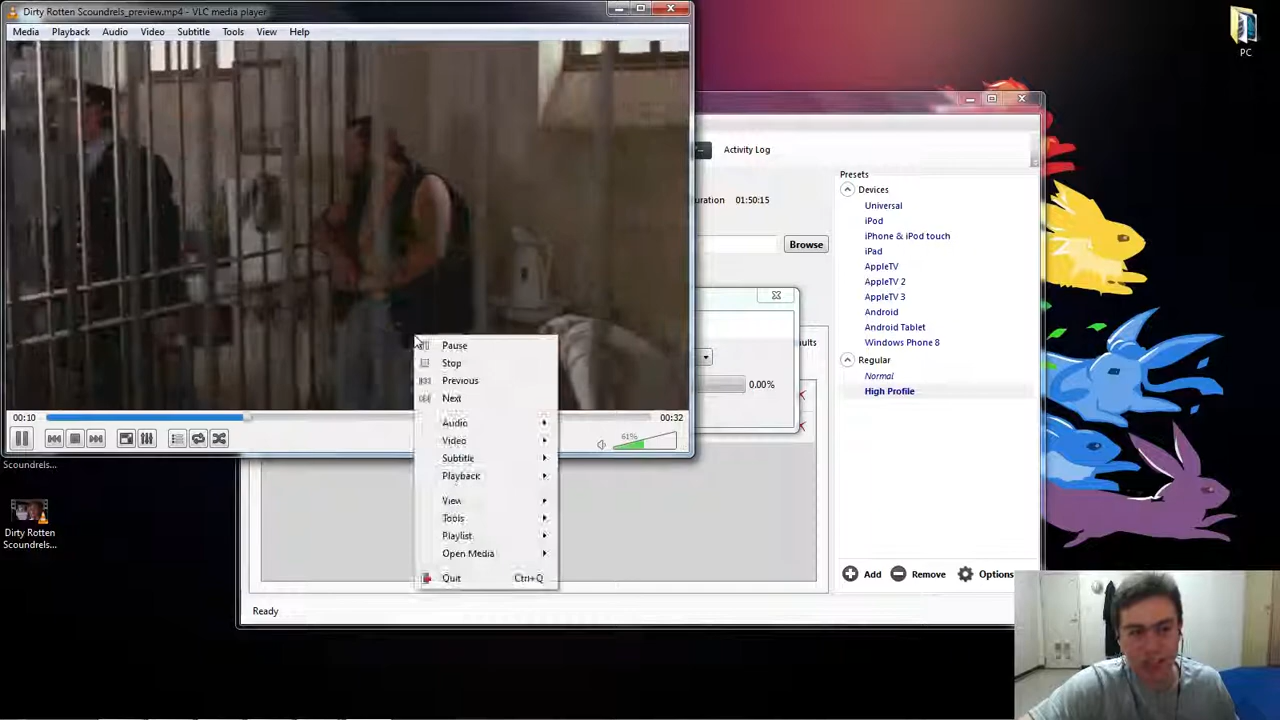 Dirty Rotten Scoundrels_preview.mp4 - VLC media player
Media Playback Audio Video Subtitle Tools View Help
PC
Activity Log
uration 01:50:15
Browse
Presets
Devices
Universal
iPod
iPhone & iPod touch
iPad
AppleTV
AppleTV 2
AppleTV 3
Android
Android Tablet
Windows Phone 8
Regular
Normal
High Profile
aults
0.00%
Pause
Stop
Previous
Next
Audio
Video
Subtitle
Playback
View
Tools
Playlist
Open Media
Quit Ctrl+Q
00:10 00:32
61%
Scoundrels...
Dirty Rotten
Scoundrels...
Add Remove Options
Ready